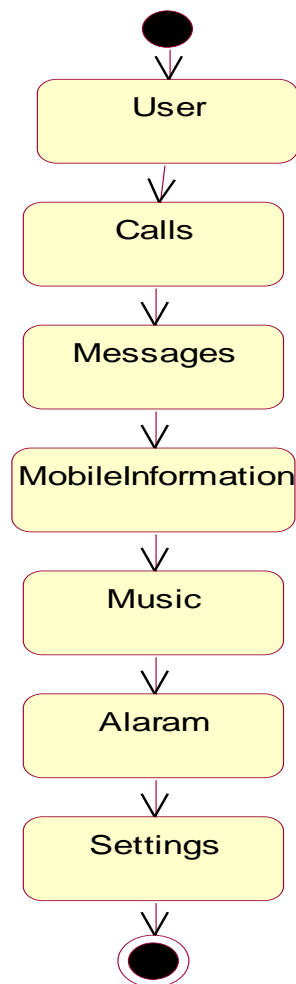 User
Calls
Messages
MobileInformation
Music
Alaram
Settings